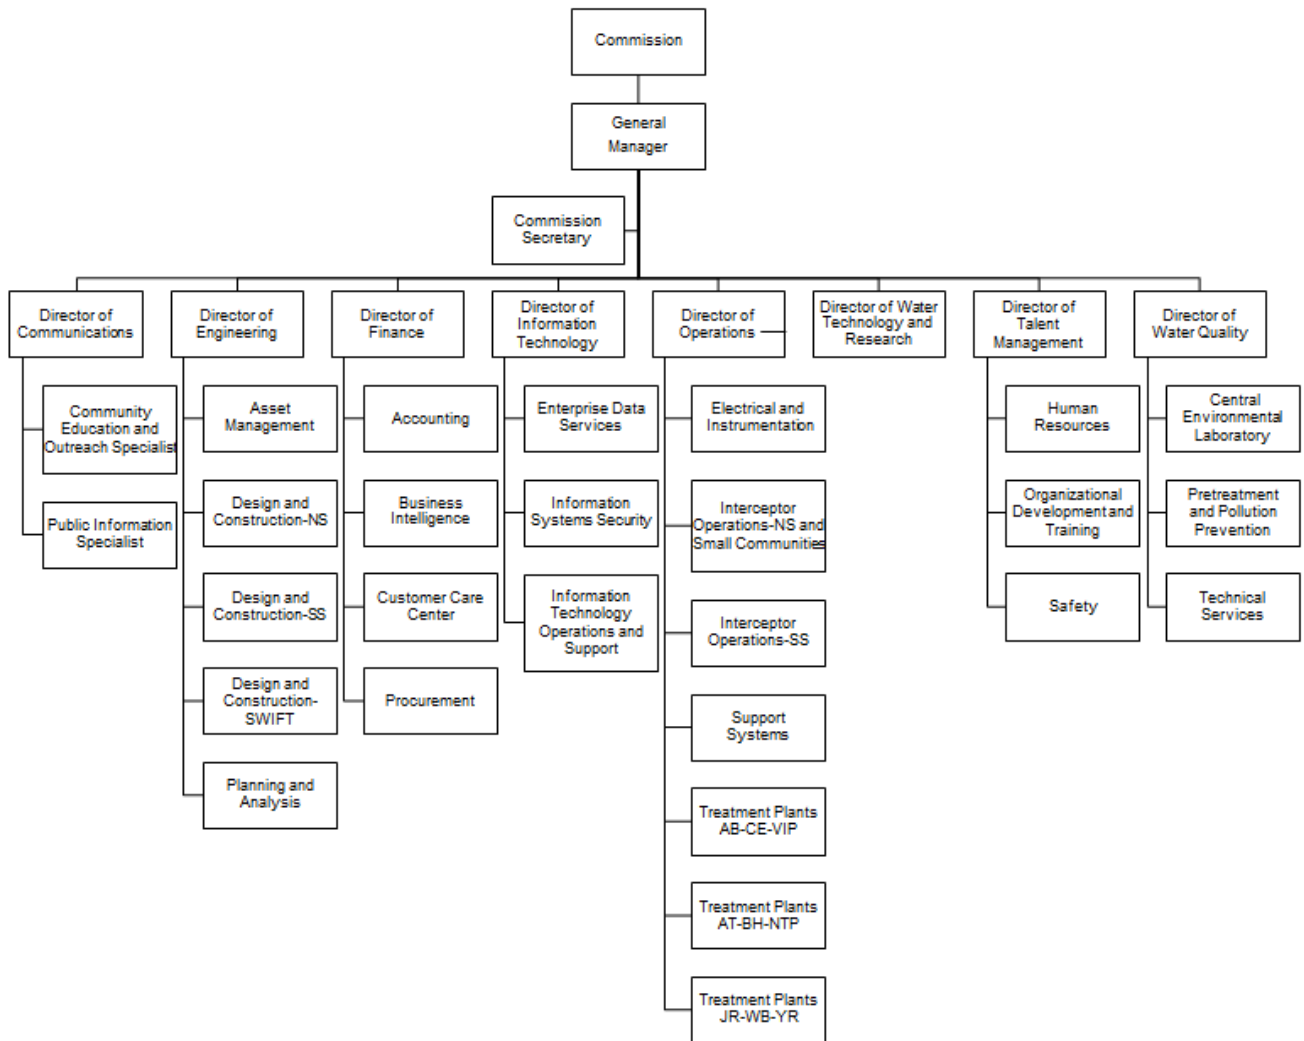 Commission
General
Manager
Commission
Secretary
Director of
Communications
Director of
Engineering
Director of
Finance
Director of
Information
Technology
Director of
Operations
Director of Water
Technology and
Research
Director of
Talent
Management
Director of
Water Quality
Community
Education and
Outreach Specialist
Public Information
Specialist
Asset
Management
Design and
Construction-NS
Design and
Construction-SS
Design and
Construction-
SWIFT
Planning and
Analysis
Accounting
Business
Intelligence
Customer Care
Center
Procurement
Enterprise Data
Services
Information
Systems Security
Information
Technology
Operations and
Support
Electrical and
Instrumentation
Interceptor
Operations-NS and
Small Communities
Interceptor
Operations-SS
Support
Systems
Treatment Plants
AB-CE-VIP
Treatment Plants
AT-BH-NTP
Treatment Plants
JR-WB-YR
Human
Resources
Organizational
Development and
Training
Safety
Central
Environmental
Laboratory
Pretreatment
and Pollution
Prevention
Technical
Services